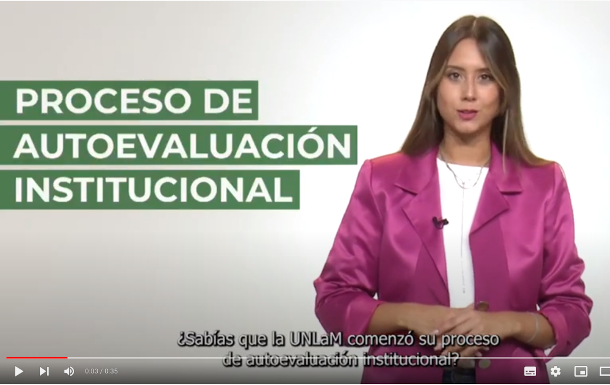 PROCESO DE
AUTOEVALUACIÓN
INSTITUCIONAL
¿Sabías que la UNLaM comenzó su proceso
de autoevaluación institucional?
0:03 / 0:35